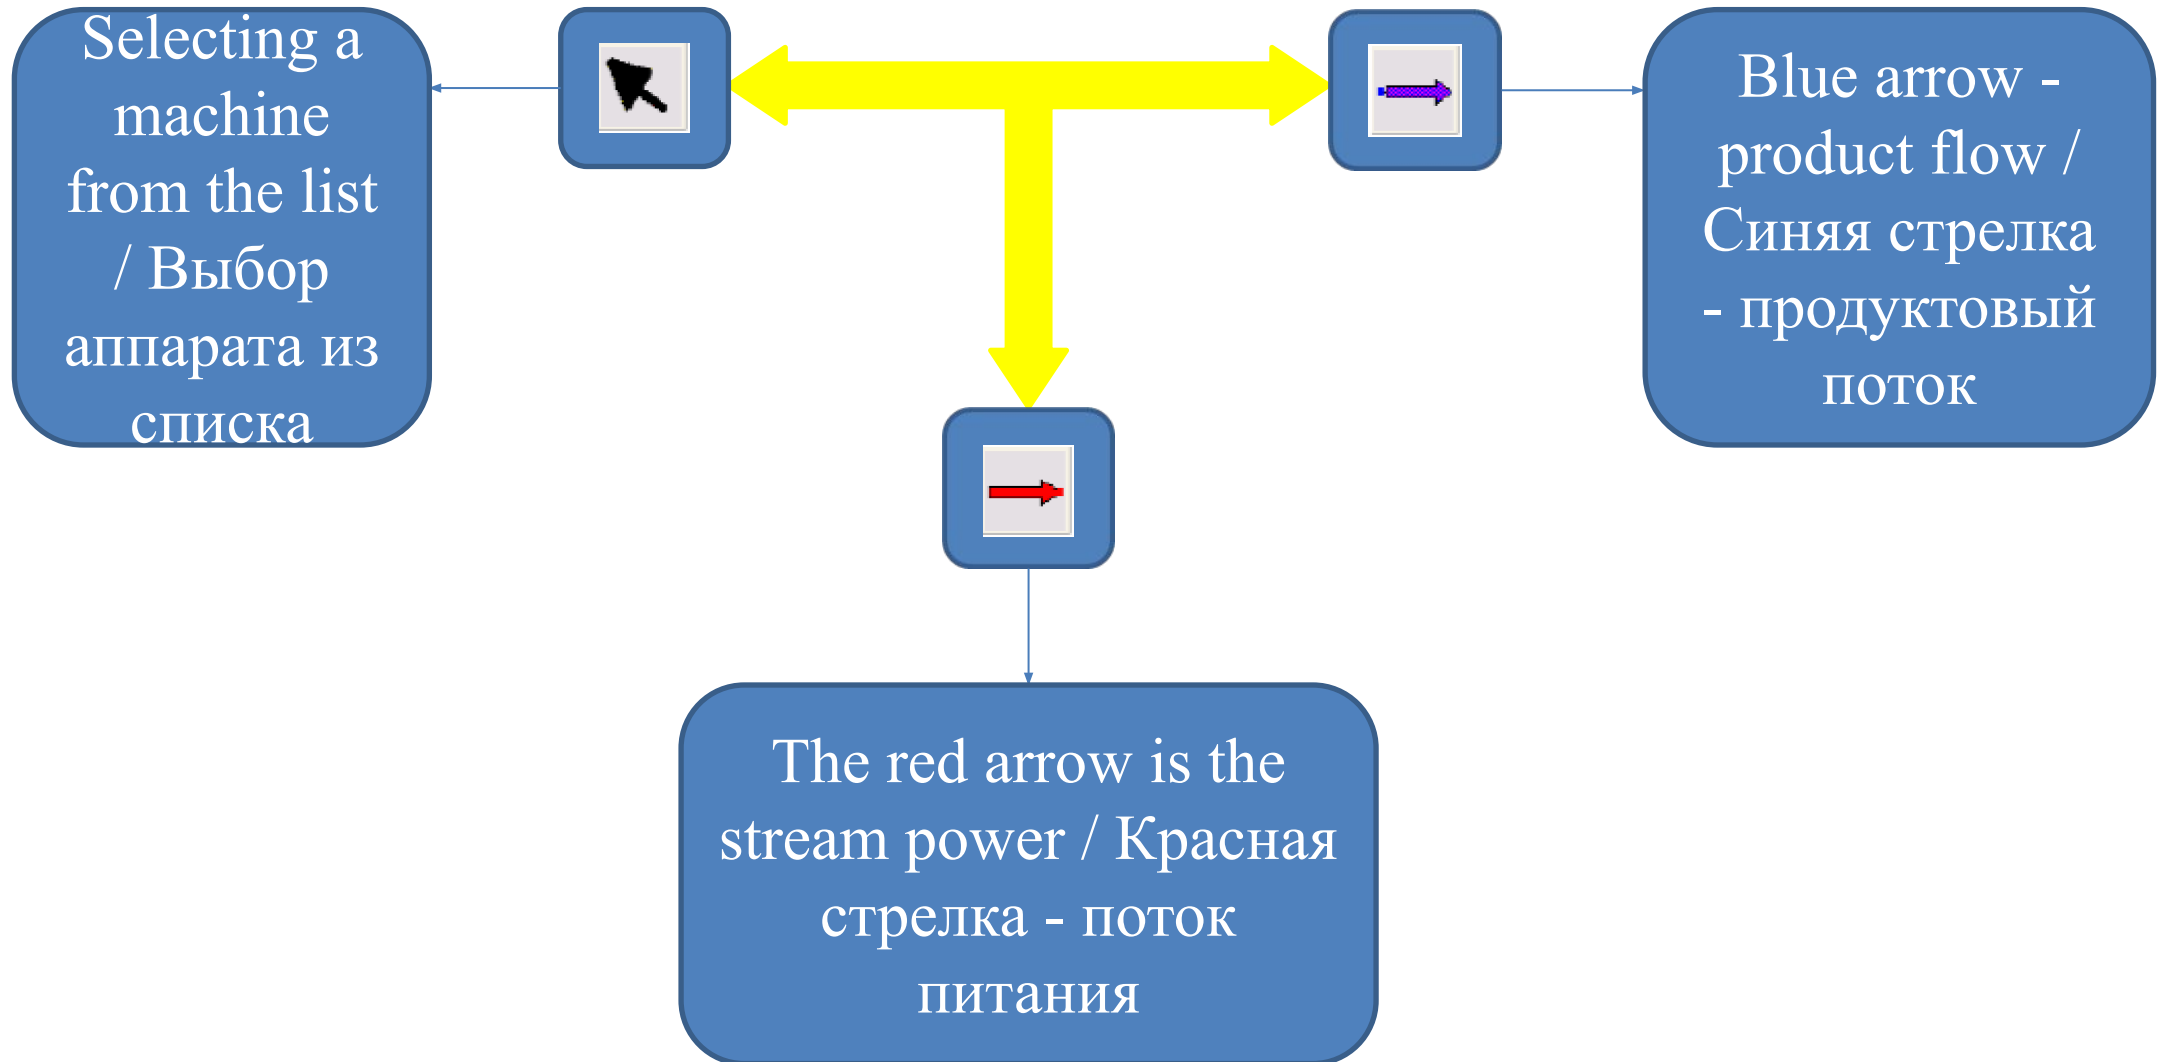 Selecting a
machine
from the list
/ Выбор
аппарата из
списка
Blue arrow -
product flow /
Синяя стрелка
- продуктовый
поток
The red arrow is the
stream power / Красная
стрелка - поток
питания